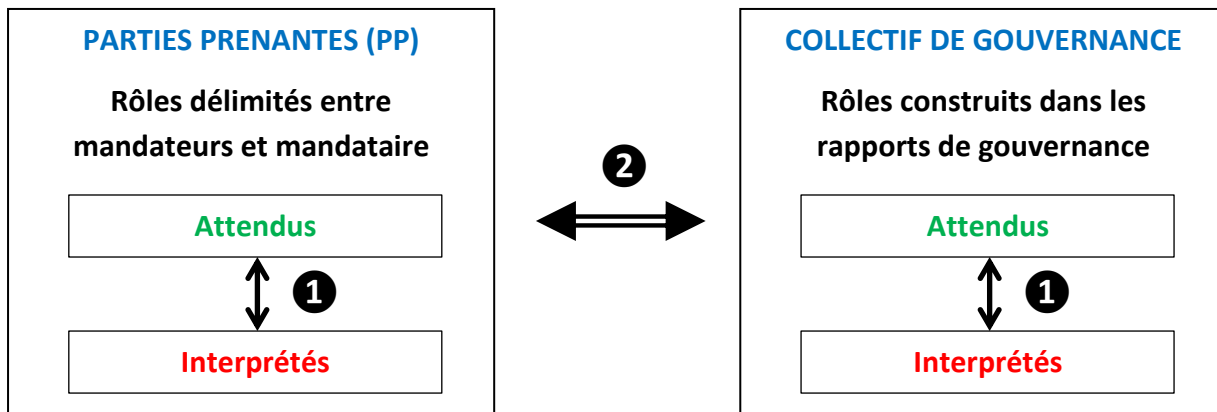 PARTIES PRENANTES (PP)
Rôles délimités entre
mandateurs et mandataire
Attendus
❶
Interprétés
❷
COLLECTIF DE GOUVERNANCE
Rôles construits dans les
rapports de gouvernance
Attendus
❶
Interprétés